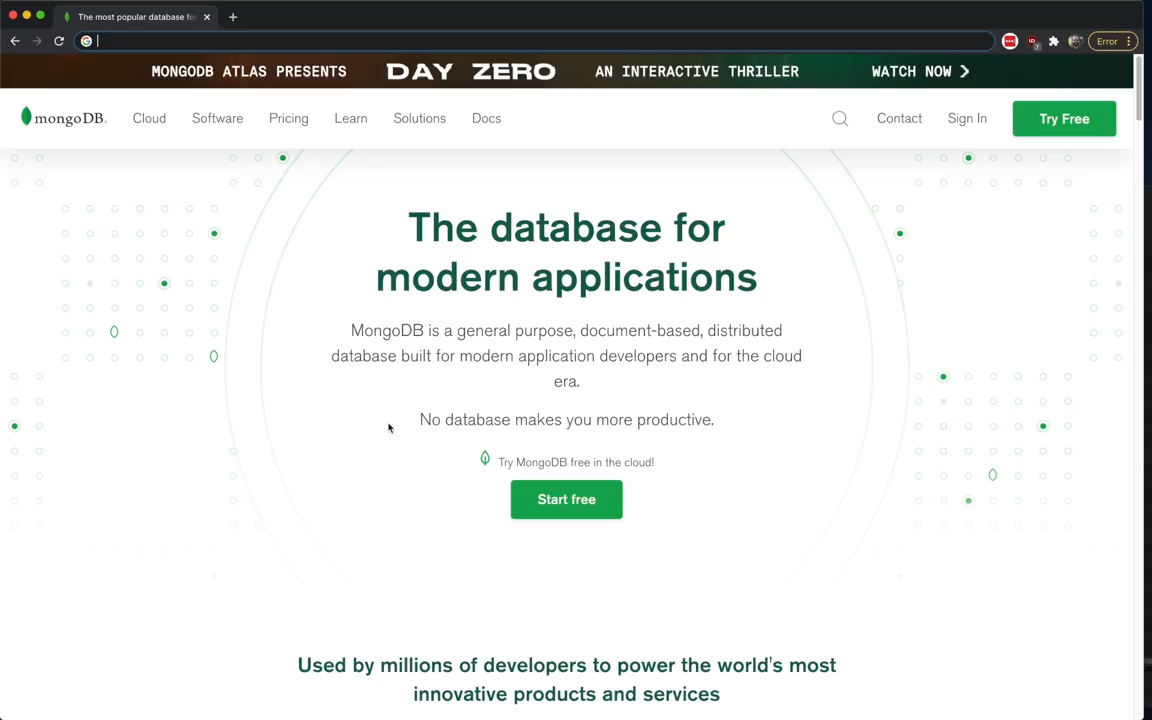 The most popular database fo
Error
MONGODB ATLAS PRESENTS DAY ZERO AN INTERACTIVE THRILLER WATCH NOW
mongoDB. Cloud Software Pricing Learn Solutions Docs Contact Sign In Try Free
The database for
modern applications
MongoDB is a general purpose, document-based, distributed
database built for modern application developers and for the cloud
era.
No database makes you more productive.
Try MongoDB free in the cloud!
Start free
Used by millions of developers to power the world's most
innovative products and services